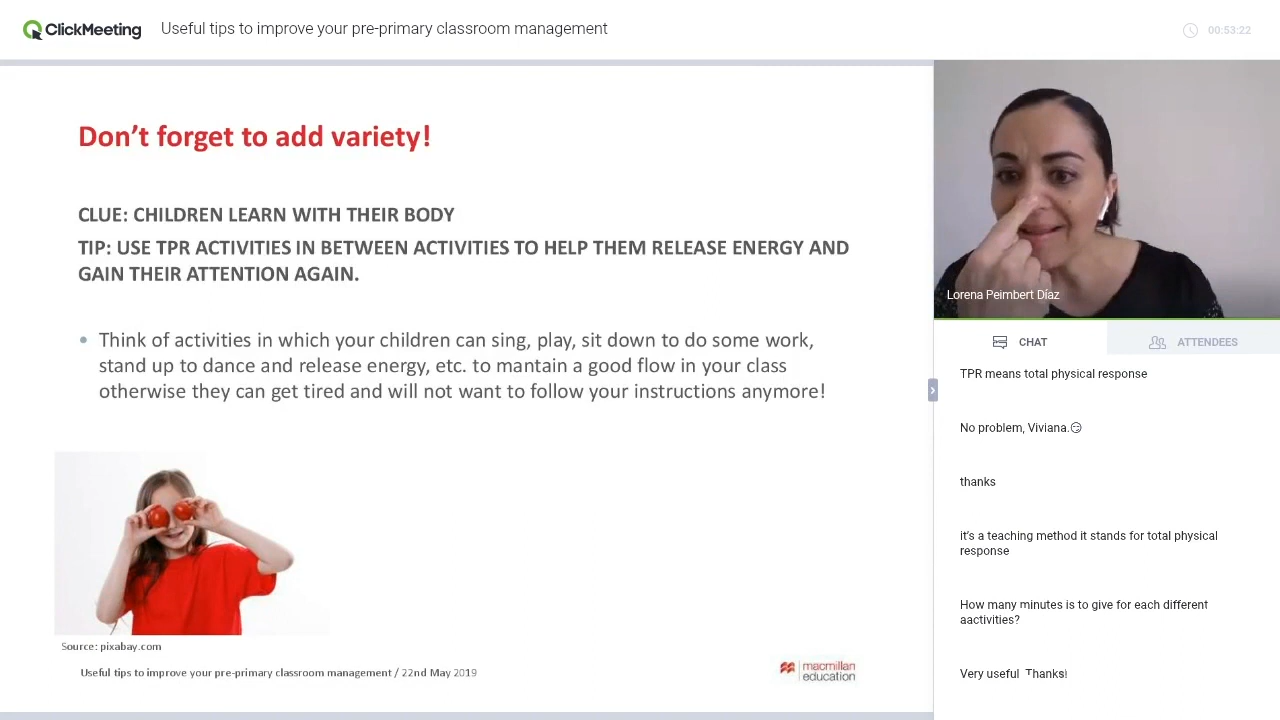 ClickMeeting
Useful tips to improve your pre-primary classroom management
00:53:22
Don't forget to add variety!
CLUE: CHILDREN LEARN WITH THEIR BODY
TIP: USE TPR ACTIVITIES IN BETWEEN ACTIVITIES TO HELP THEM RELEASE ENERGY AND
GAIN THEIR ATTENTION AGAIN.
• Think of activities in which your children can sing, play, sit down to do some work,
stand up to dance and release energy, etc. to mantain a good flow in your class
otherwise they can get tired and will not want to follow your instructions anymore!
Source: pixabay.com
Useful tips to improve your pre-primary classroom management / 22nd May 2019
macmillan
education
Lorena Peimbert Díaz
CHAT
ATTENDEES
TPR means total physical response
No problem, Viviana.😏
thanks
it's a teaching method it stands for total physical
response
How many minutes is to give for each different
aactivities?
Very useful Thanks!